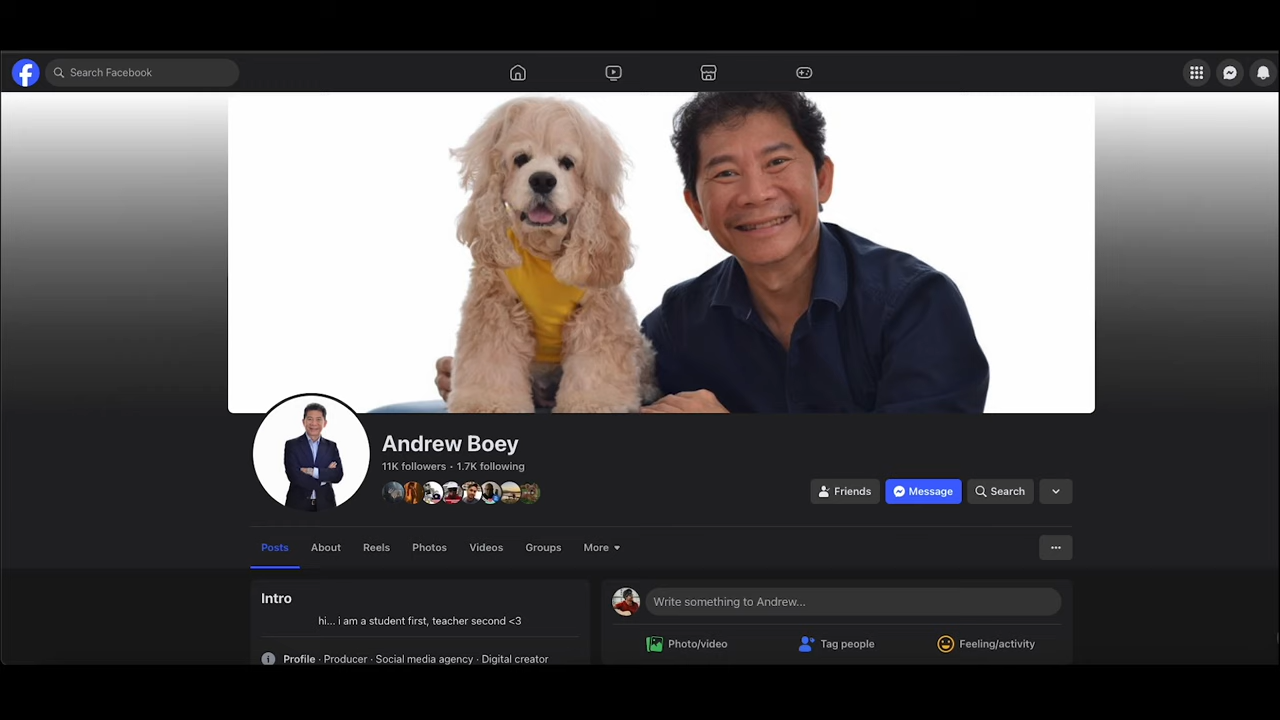 Search Facebook
Andrew Boey
11K followers · 1.7K following
Friends
Message
Search
Posts
About
Reels
Photos
Videos
Groups
More
Intro
hi... i am a student first, teacher second <3
Profile · Producer · Social media agency · Digital creator
Write something to Andrew...
Photo/video
Tag people
Feeling/activity